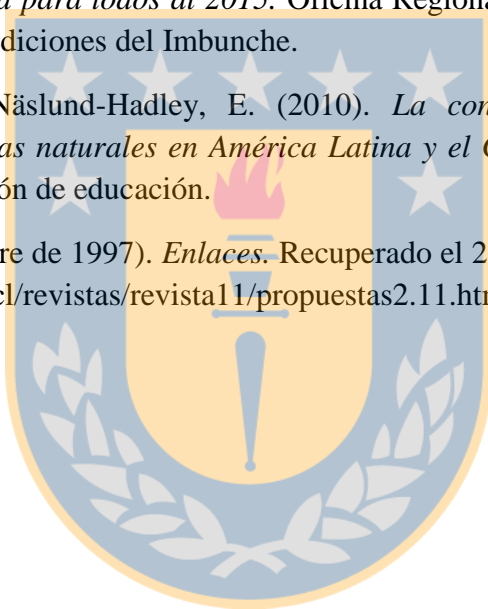 para todos al 2015. Oficina Regiona
diciones del Imbunche.
Näslund-Hadley, E. (2010). La con
as naturales en América Latina y el
ón de educación.
re de 1997). Enlaces. Recuperado el 2
cl/revistas/revista11/propuestas2.11.htm